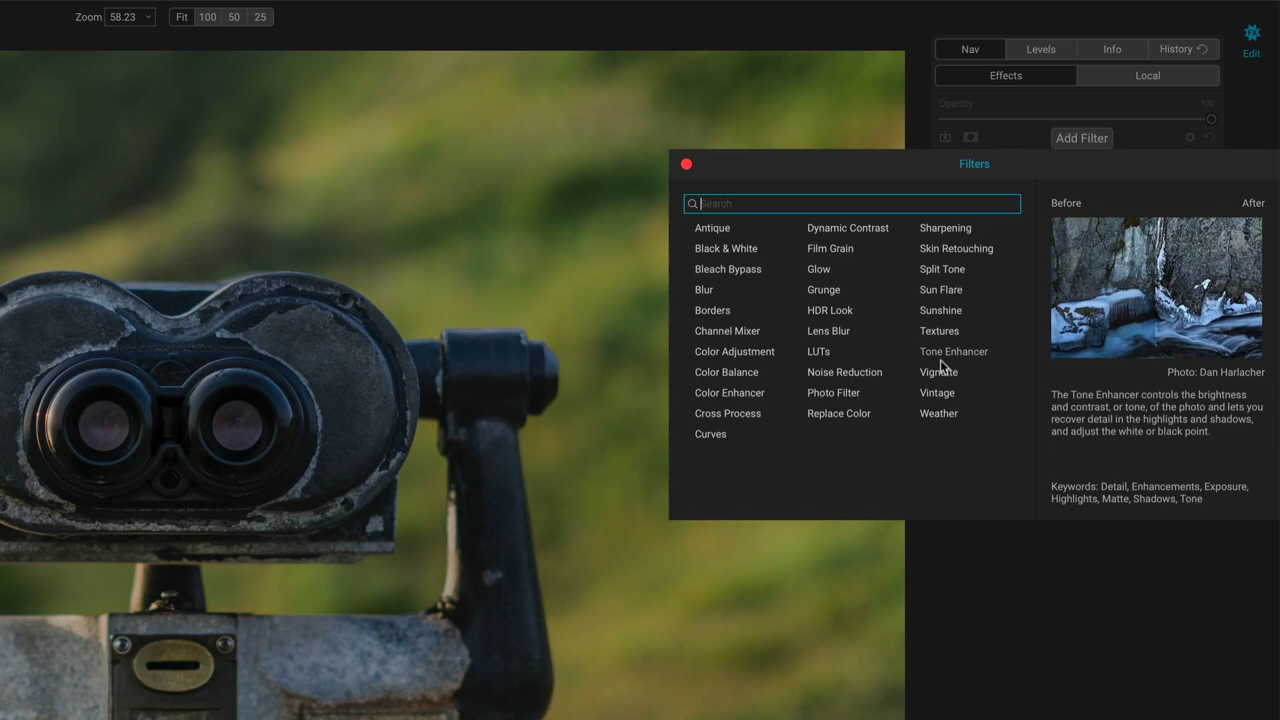 Zoom 58.23 Fit 100 50 25
Edit
Nav Levels Info History
Effects Local
Opacity 100
Add Filter
Filters
Search
Antique
Black & White
Bleach Bypass
Blur
Borders
Channel Mixer
Color Adjustment
Color Balance
Color Enhancer
Cross Process
Curves
Dynamic Contrast
Film Grain
Glow
Grunge
HDR Look
Lens Blur
LUTs
Noise Reduction
Photo Filter
Replace Color
Sharpening
Skin Retouching
Split Tone
Sun Flare
Sunshine
Textures
Tone Enhancer
Vignette
Vintage
Weather
Before After
Photo: Dan Harlacher
The Tone Enhancer controls the brightness
and contrast, or tone, of the photo and lets you
recover detail in the highlights and shadows,
and adjust the white or black point.
Keywords: Detail, Enhancements, Exposure,
Highlights, Matte, Shadows, Tone